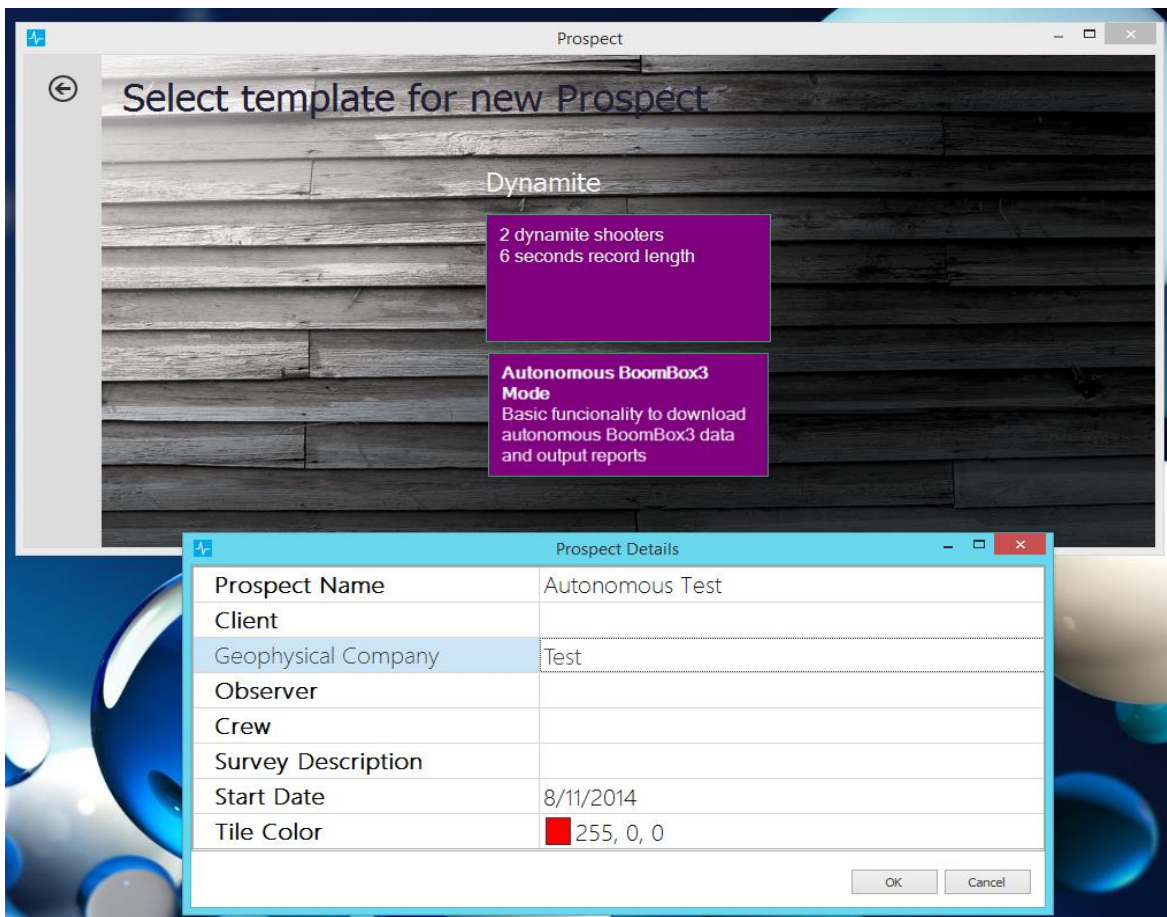 Prospect
Select template for new Prospect
Dynamite
2 dynamite shooters
6 seconds record length
Autonomous BoomBox3
Mode
Basic funcionality to download
autonomous BoomBox3 data
and output reports
Prospect Details
Prospect Name Autonomous Test
Client
Geophysical Company Test
Observer
Crew
Survey Description
Start Date 8/11/2014
Tile Color 255, 0, 0
OK Cancel